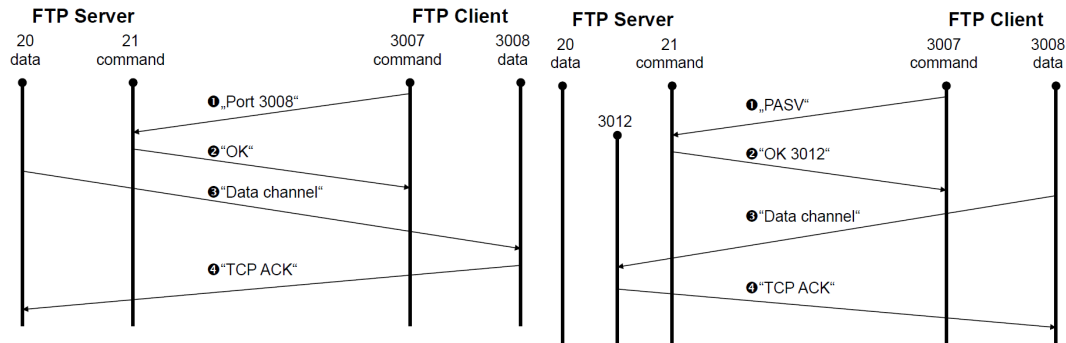 FTP Server
FTP Client
20
data
21
command
3007
command
3008
data
❶„Port 3008“
❷“OK“
❸“Data channel“
❹“TCP ACK“
FTP Server
FTP Client
20
data
21
command
3007
command
3008
data
❶„PASV“
3012
❷“OK 3012“
❸“Data channel“
❹“TCP ACK“